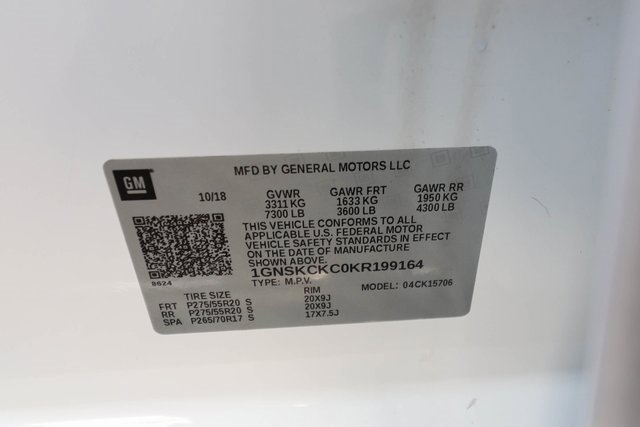 MFD BY GENERAL MOTORS LLC
GM
10/18 GVWR GAWR FRT GAWR RR
3311 KG 1633 KG 1950 KG
7300 LB 3600 LB 4300 LB
THIS VEHICLE CONFORMS TO ALL
APPLICABLE U.S. FEDERAL MOTOR
VEHICLE SAFETY STANDARDS IN EFFECT
ON THE DATE OF MANUFACTURE
SHOWN ABOVE.
1GNSKCKC0KR199164
8624
TYPE: M.P.V. MODEL: 04CK15706
TIRE SIZE RIM
FRT P275/55R20 S 20X9J
RR P275/55R20 S 20X9J
SPA P265/70R17 S 17X7.5J